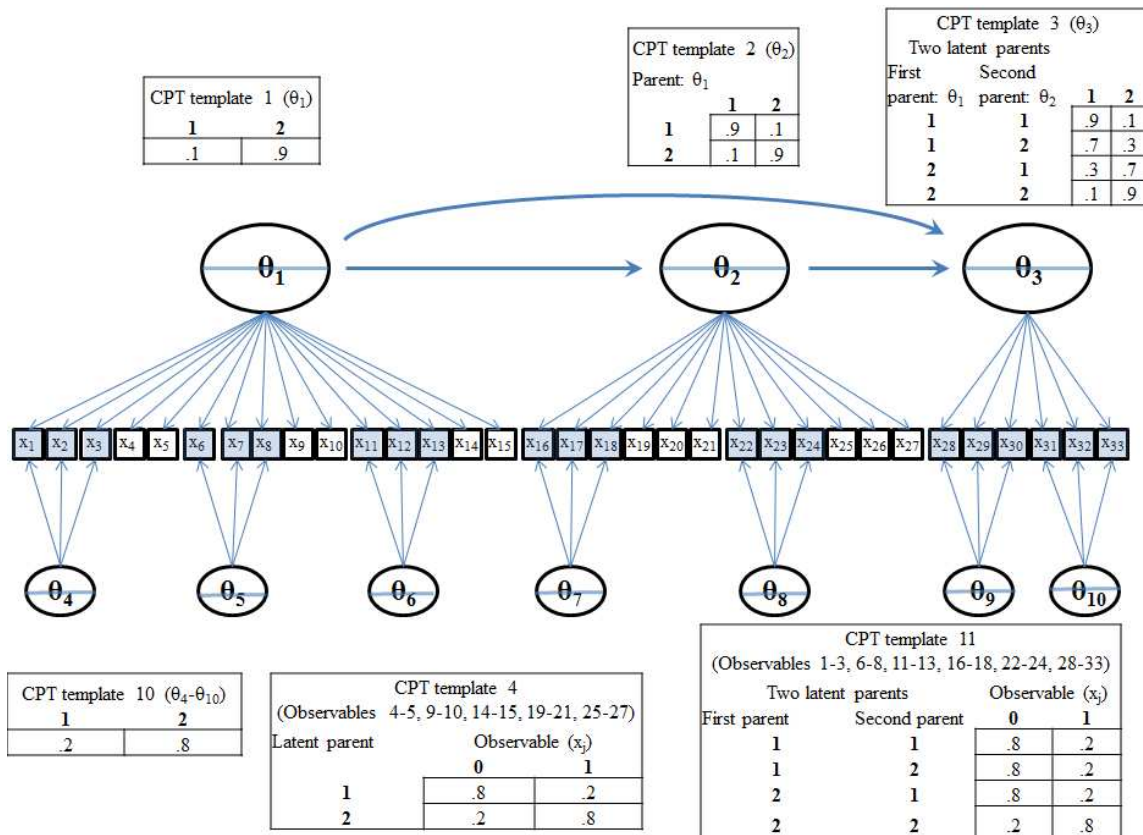 CPT template 1 (θ1)
1 2
.1 .9
CPT template 2 (θ2)
Parent: θ1
1 2
1 .9 .1
2 .1 .9
CPT template 3 (θ3)
Two latent parents
First Second
parent: θ1 parent: θ2 1 2
1 1 .9 .1
1 2 .7 .3
2 1 .3 .7
2 2 .1 .9
θ1 θ2 θ3
x1 x2 x3 x4 x5 x6 x7 x8 x9 x10 x11 x12 x13 x14 x15 x16 x17 x18 x19 x20 x21 x22 x23 x24 x25 x26 x27 x28 x29 x30 x31 x32 x33
θ4 θ5 θ6 θ7 θ8 θ9 θ10
CPT template 10 (θ4-θ10)
1 2
.2 .8
CPT template 4
(Observables 4-5, 9-10, 14-15, 19-21, 25-27)
Latent parent Observable (xj)
0 1
1 .8 .2
2 .2 .8
CPT template 11
(Observables 1-3, 6-8, 11-13, 16-18, 22-24, 28-33)
Two latent parents Observable (xj)
First parent Second parent 0 1
1 1 .8 .2
1 2 .8 .2
2 1 .8 .2
2 2 .2 .8